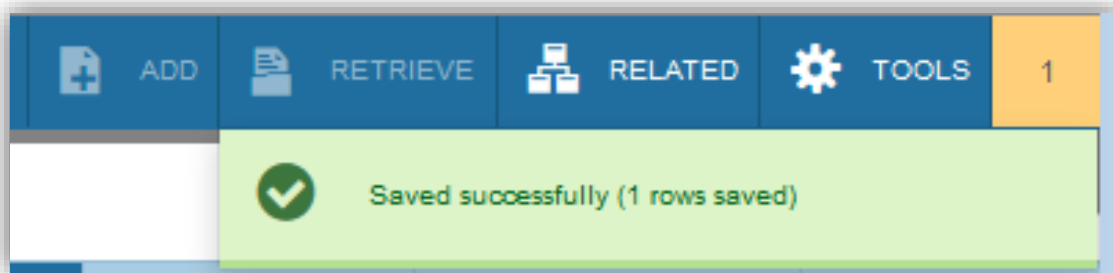 ADD RETRIEVE RELATED TOOLS 1
Saved successfully (1 rows saved)